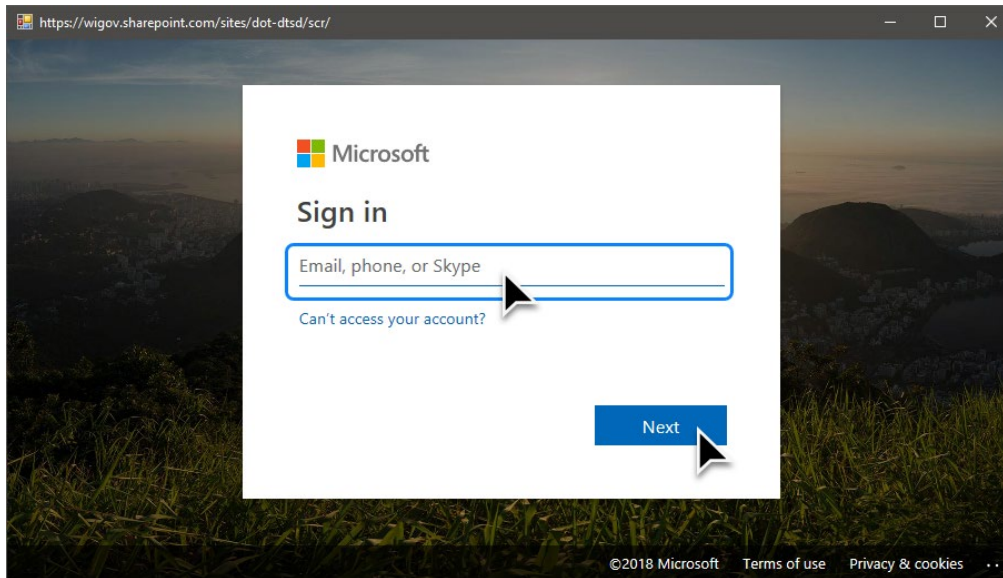 https://wigov.sharepoint.com/sites/dot-dtsd/scr/
Microsoft
Sign in
Email, phone, or Skype
Can't access your account?
Next
©2018 Microsoft Terms of use Privacy & cookies ..